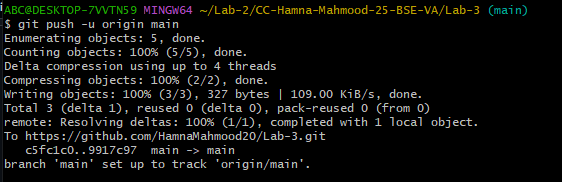 ABC@DESKTOP-7VVTN59 MINGW64 ~/Lab-2/CC-Hamna-Mahmood-25-BSE-VA/Lab-3 (main)
$ git push -u origin main
Enumerating objects: 5, done.
Counting objects: 100% (5/5), done.
Delta compression using up to 4 threads
Compressing objects: 100% (2/2), done.
Writing objects: 100% (3/3), 327 bytes | 109.00 KiB/s, done.
Total 3 (delta 1), reused 0 (delta 0), pack-reused 0 (from 0)
remote: Resolving deltas: 100% (1/1), completed with 1 local object.
To https://github.com/HamnaMahmood20/Lab-3.git
   c5fc1c0..9917c97  main -> main
branch 'main' set up to track 'origin/main'.